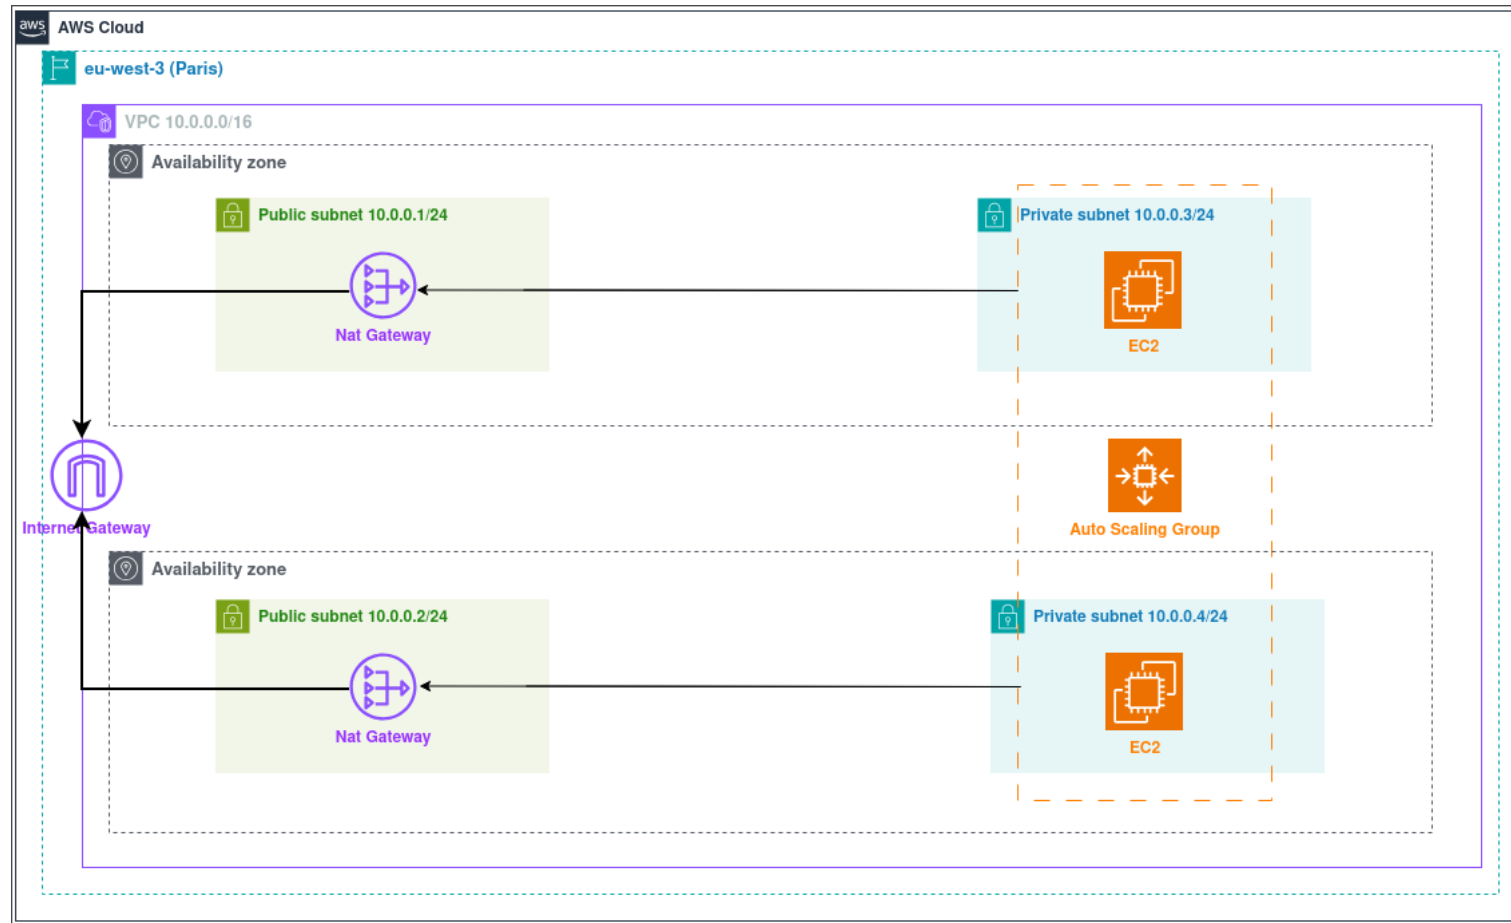 aws
AWS Cloud
eu-west-3 (Paris)
VPC 10.0.0.0/16
Availability zone
Public subnet 10.0.0.1/24
Private subnet 10.0.0.3/24
Nat Gateway
EC2
Internet Gateway
Auto Scaling Group
Availability zone
Public subnet 10.0.0.2/24
Private subnet 10.0.0.4/24
Nat Gateway
EC2